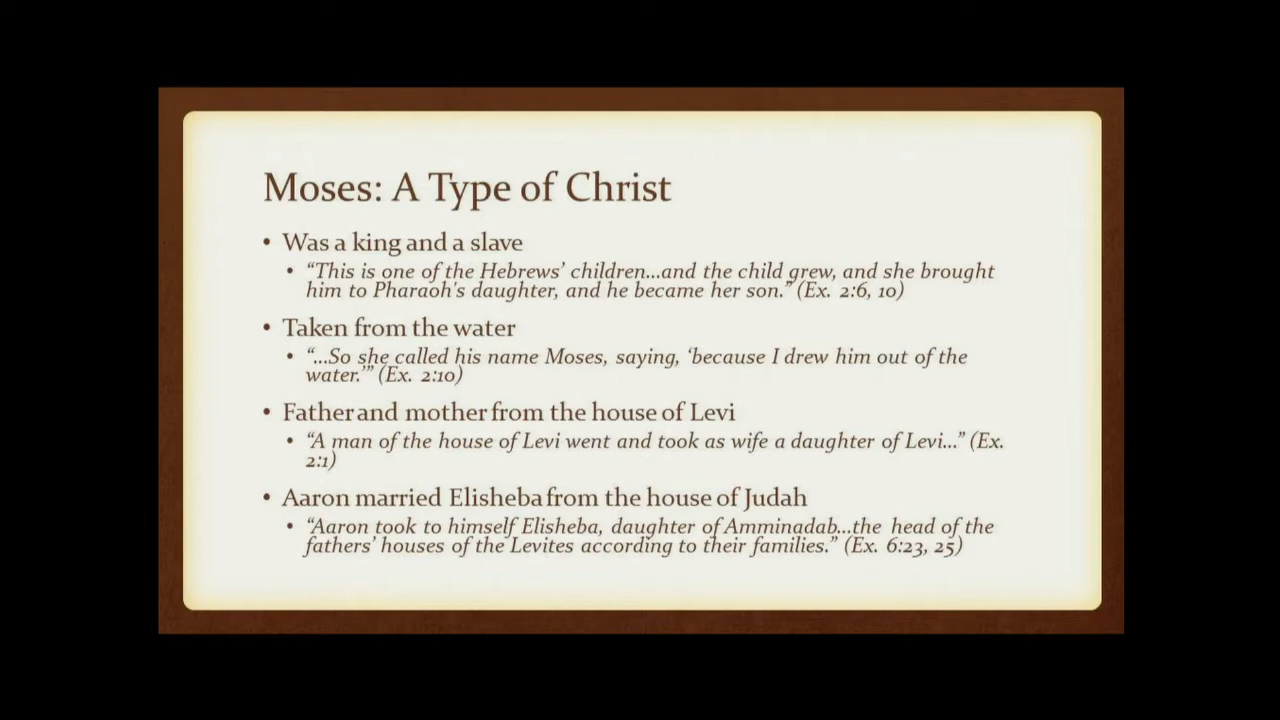 Moses: A Type of Christ
• Was a king and a slave
• “This is one of the Hebrews’ children...and the child grew, and she brought
him to Pharaoh's daughter, and he became her son.” (Ex. 2:6, 10)
• Taken from the water
• “...So she called his name Moses, saying, ‘because I drew him out of the
water.’” (Ex. 2:10)
• Father and mother from the house of Levi
• “A man of the house of Levi went and took as wife a daughter of Levi...” (Ex.
2:1)
• Aaron married Elisheba from the house of Judah
• “Aaron took to himself Elisheba, daughter of Amminadab...the head of the
fathers’ houses of the Levites according to their families.” (Ex. 6:23, 25)